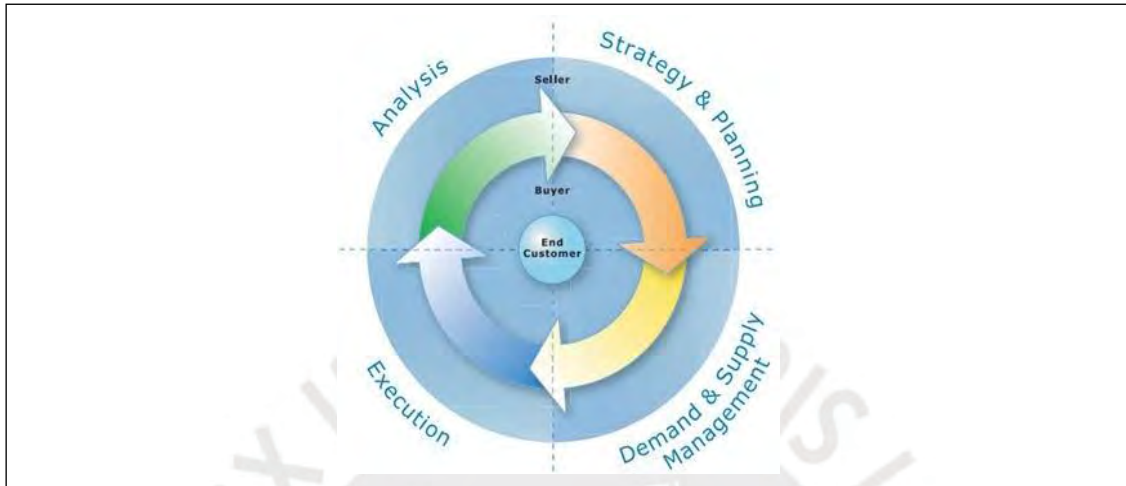 Analysis
Strategy & Planning
Seller
Buyer
End
Customer
Execution
Demand & Supply
Management